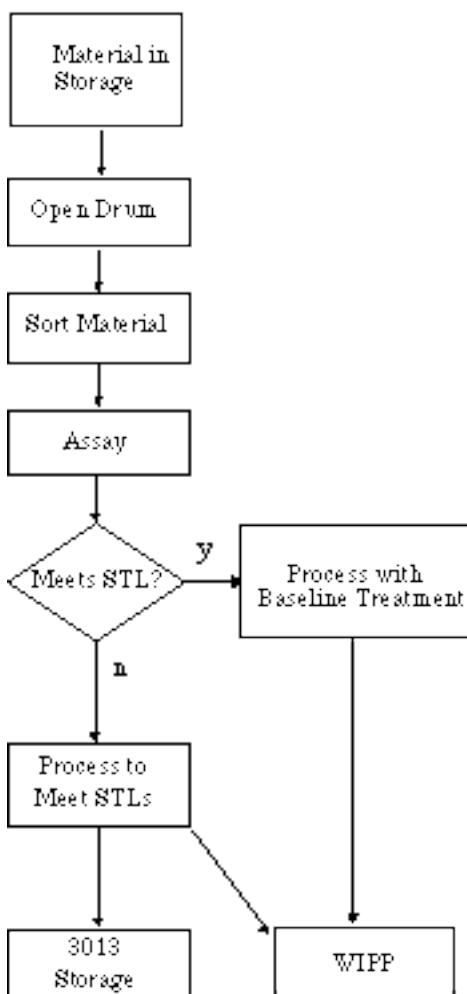 Material in
Storage
Open Drum
Sort Material
Assay
Meets STL?
y
Process with
Baseline Treatment
n
Process to
Meet STLs
3013
Storage
WIPP